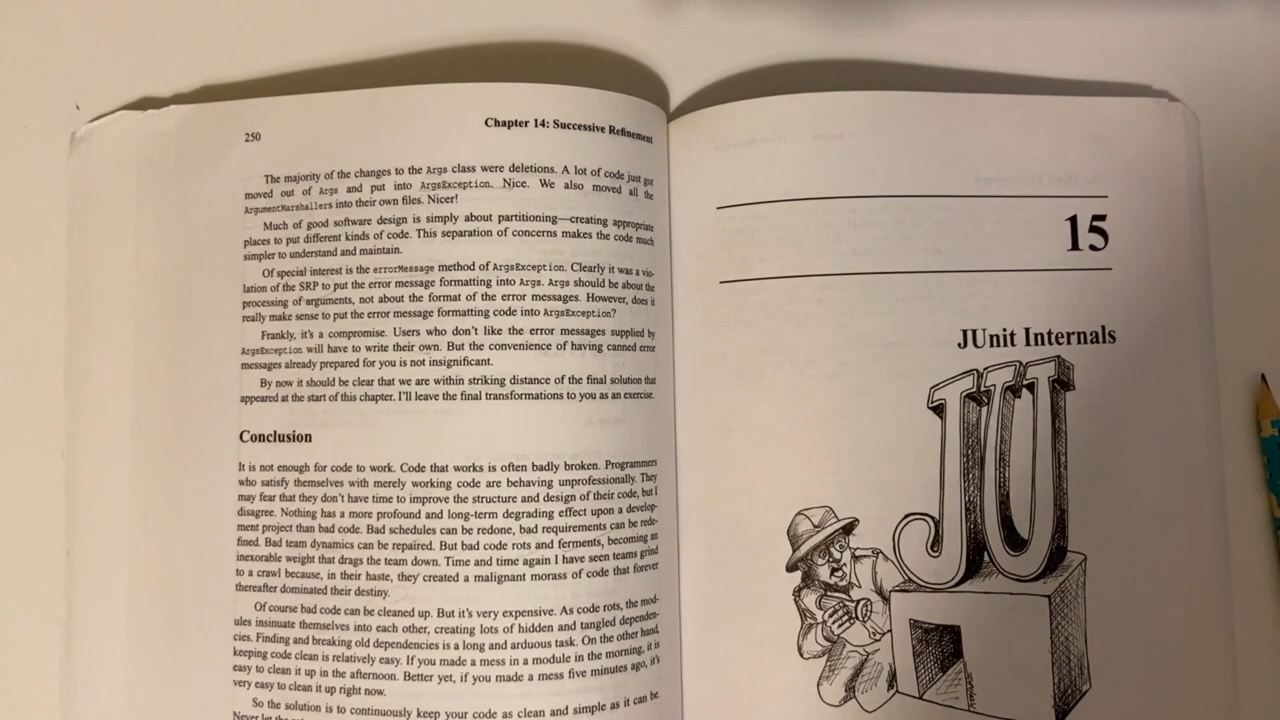 250
Chapter 14: Successive Refinement
The majority of the changes to the Args class were deletions. A lot of code just got
moved out of Args and put into ArgsException. Nice. We also moved all the
ArgumentMarshallers into their own files. Nicer!
Much of good software design is simply about partitioning—creating appropriate
places to put different kinds of code. This separation of concerns makes the code much
simpler to understand and maintain.
Of special interest is the errorMessage method of ArgsException. Clearly it was a vio-
lation of the SRP to put the error message formatting into Args. Args should be about the
processing of arguments, not about the format of the error messages. However, does it
really make sense to put the error message formatting code into ArgsException?
Frankly, it's a compromise. Users who don't like the error messages supplied by
ArgsException will have to write their own. But the convenience of having canned error
messages already prepared for you is not insignificant.
By now it should be clear that we are within striking distance of the final solution that
appeared at the start of this chapter. I'll leave the final transformations to you as an exercise.
Conclusion
It is not enough for code to work. Code that works is often badly broken. Programmers
who satisfy themselves with merely working code are behaving unprofessionally. They
may fear that they don't have time to improve the structure and design of their code, but I
disagree. Nothing has a more profound and long-term degrading effect upon a develop-
ment project than bad code. Bad schedules can be redone, bad requirements can be rede-
fined. Bad team dynamics can be repaired. But bad code rots and ferments, becoming an
inexorable weight that drags the team down. Time and time again I have seen teams grind
to a crawl because, in their haste, they created a malignant morass of code that forever
thereafter dominated their destiny.
Of course bad code can be cleaned up. But it's very expensive. As code rots, the mod-
ules insinuate themselves into each other, creating lots of hidden and tangled dependen-
cies. Finding and breaking old dependencies is a long and arduous task. On the other hand,
keeping code clean is relatively easy. If you made a mess in a module in the morning, it is
easy to clean it up in the afternoon. Better yet, if you made a mess five minutes ago, it's
very easy to clean it up right now.
So the solution is to continuously keep your code as clean and simple as it can be.
Never let the
15
JUnit Internals
JU